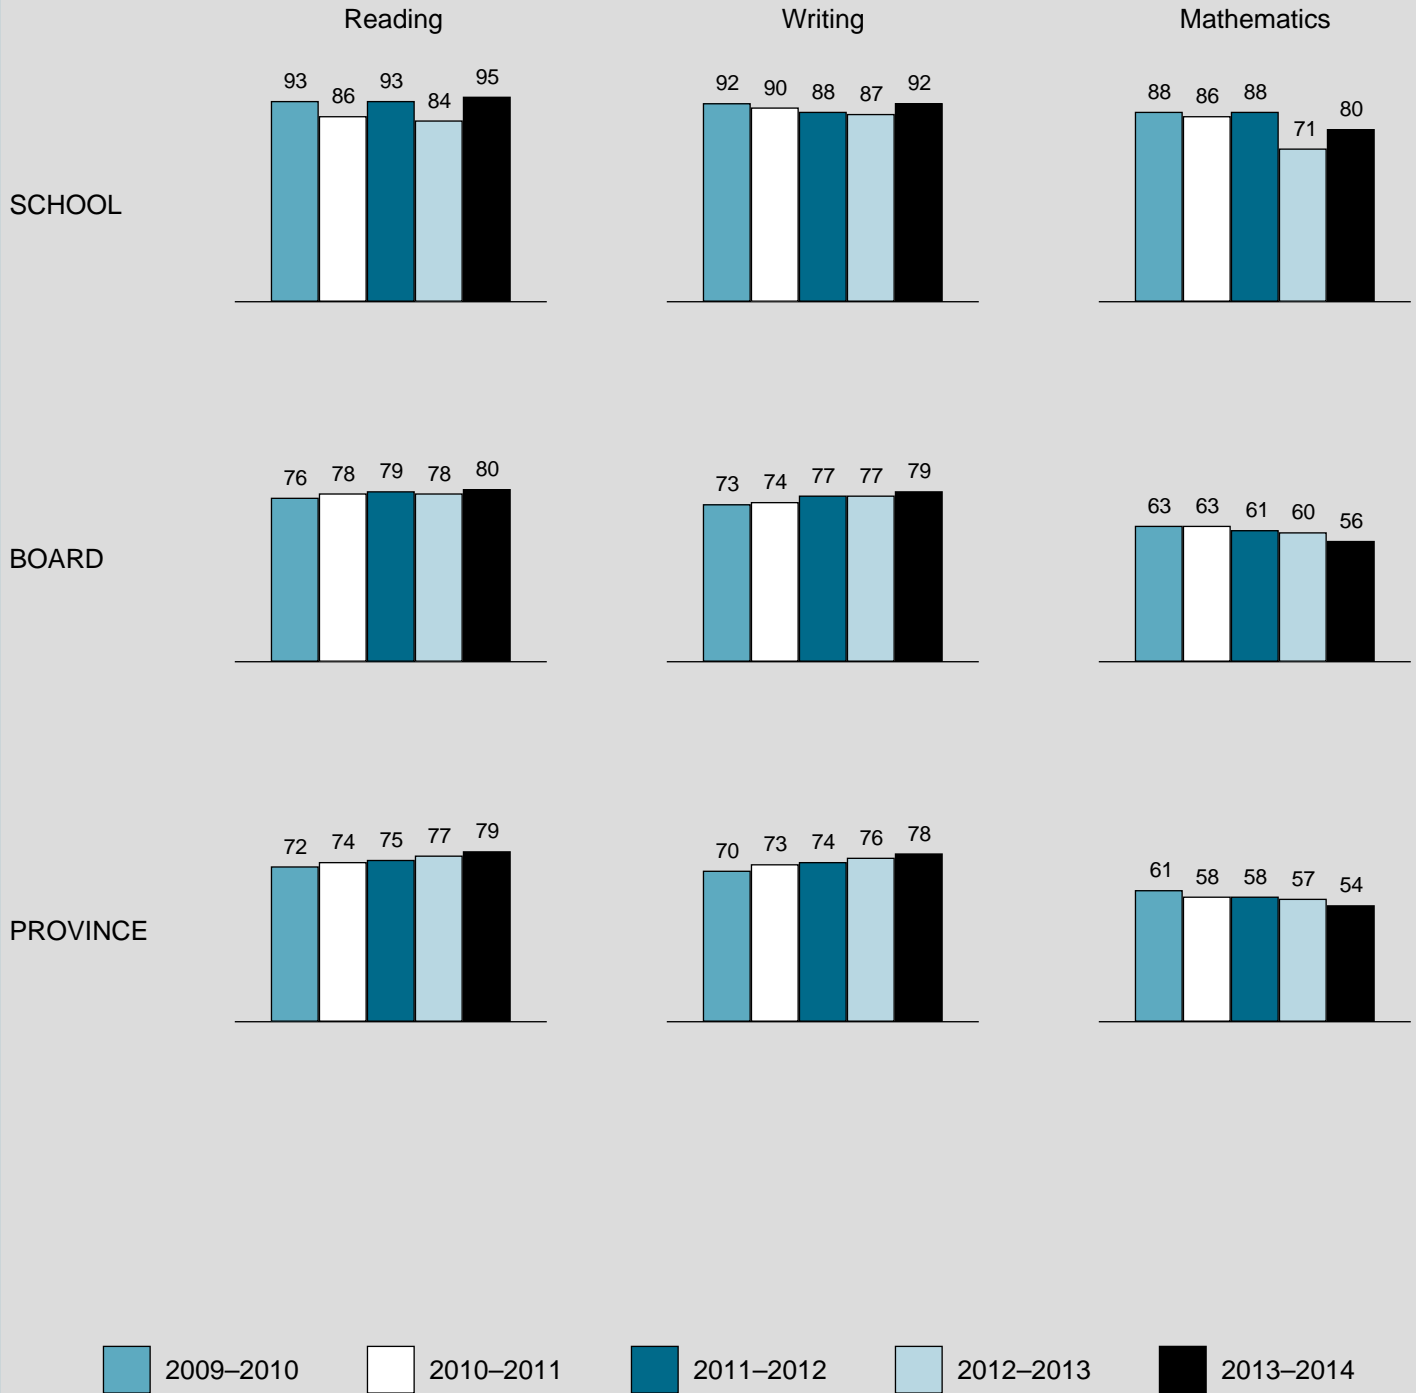 Reading Writing Mathematics
SCHOOL
93 86 93 84 95
92 90 88 87 92
88 86 88 71 80
BOARD
76 78 79 78 80
73 74 77 77 79
63 63 61 60 56
PROVINCE
72 74 75 77 79
70 73 74 76 78
61 58 58 57 54
2009–2010 2010–2011 2011–2012 2012–2013 2013–2014